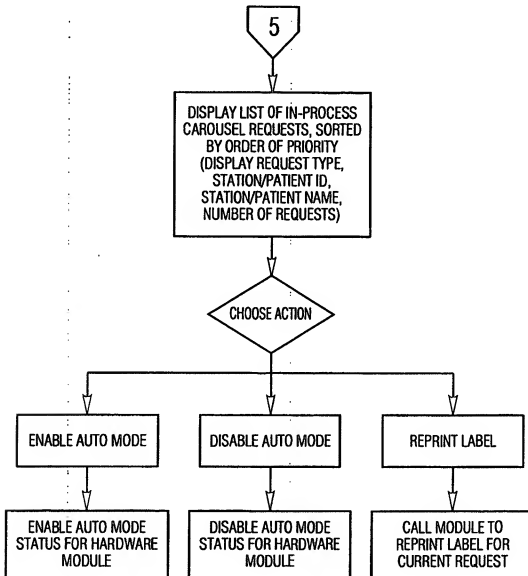 5
DISPLAY LIST OF IN-PROCESS
CAROUSEL REQUESTS, SORTED
BY ORDER OF PRIORITY
(DISPLAY REQUEST TYPE,
STATION/PATIENT ID,
STATION/PATIENT NAME,
NUMBER OF REQUESTS)
CHOOSE ACTION
ENABLE AUTO MODE
DISABLE AUTO MODE
REPRINT LABEL
ENABLE AUTO MODE
STATUS FOR HARDWARE
MODULE
DISABLE AUTO MODE
STATUS FOR HARDWARE
MODULE
CALL MODULE TO
REPRINT LABEL FOR
CURRENT REQUEST